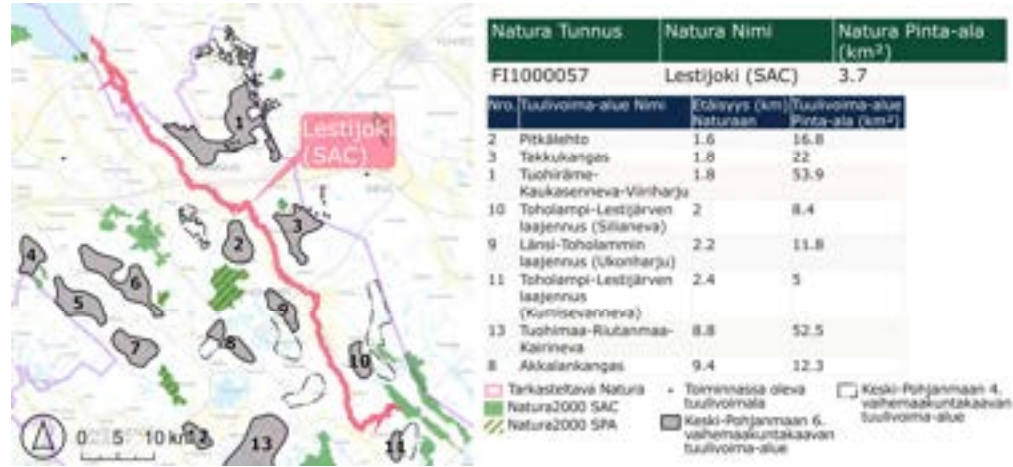 Natura Tunnus Natura Nimi Natura Pinta-ala
(km²)
FI1000057 Lestijoki (SAC) 3.7
Nro. Tuulivoima-alue Nimi Etäisyys (km) Tuulivoima-alue
Naturaan Pinta-ala (km²)
2 Pitkälehto 1.6 16.8
3 Takkukangas 1.8 22
1 Tuohiräme- 1.8 53.9
Kaukasenneva-Viiriharju
10 Toholampi-Lestijärven 2 8.4
laajennus (Sillaneva)
9 Länsi-Toholammin 2.2 11.8
laajennus (Ukonharju)
11 Toholampi-Lestijärven 2.4 5
laajennus
(Kurnisevanneva)
13 Tuohimaa-Riutanmaa- 8.8 52.5
Kairineva
8 Akkalankangas 9.4 12.3
Tarkasteltava Natura
Natura2000 SAC
Natura2000 SPA
Toiminnassa oleva
tuulivoimala
Keski-Pohjanmaan 6.
vaihemaakuntakaavan
tuulivoima-alue
Keski-Pohjanmaan 4.
vaihemaakuntakaavan
tuulivoima-alue
Lestijoki
(SAC)
1
2
3
4
5
6
7
8
9
10
11
13
0 5 10 km